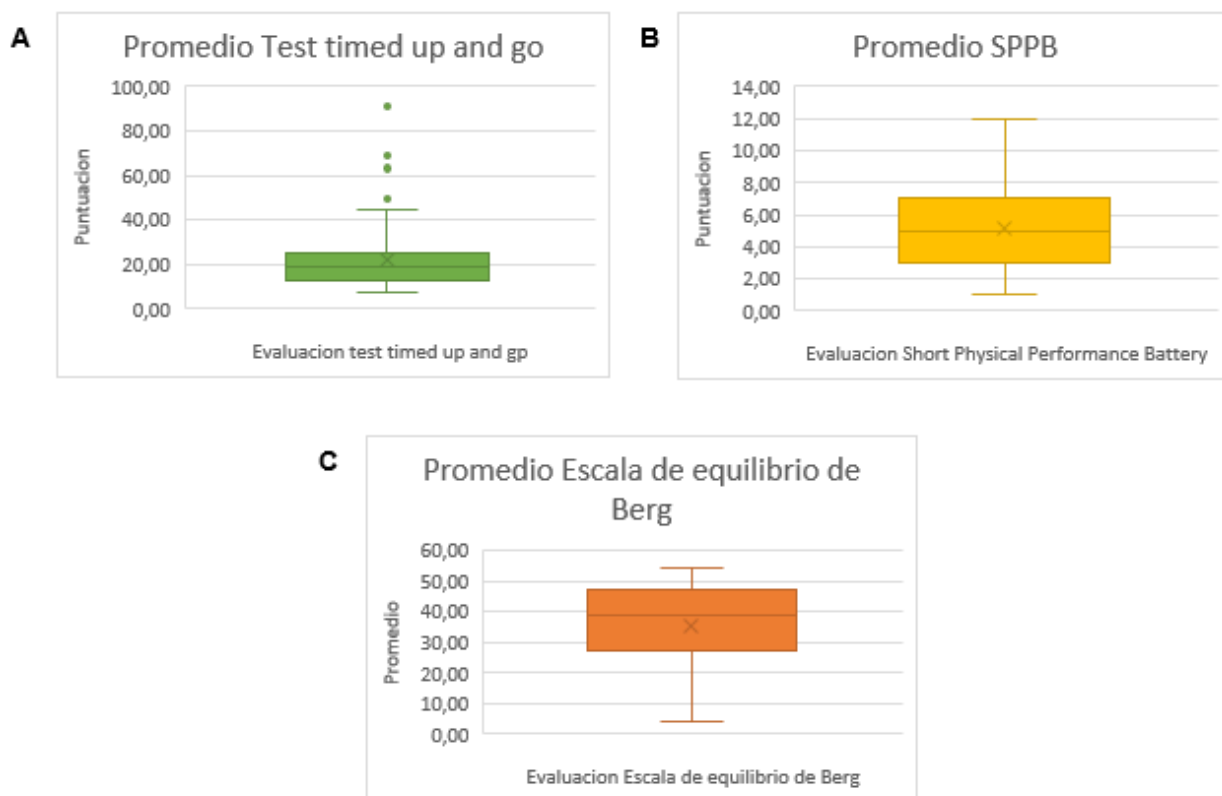 A
Promedio Test timed up and go
100,00
80,00
60,00
40,00
20,00
0,00
Puntuacion
Evaluacion test timed up and gp
B
Promedio SPPB
14,00
12,00
10,00
8,00
6,00
4,00
2,00
0,00
Puntuacion
Evaluacion Short Physical Performance Battery
C
Promedio Escala de equilibrio de
Berg
60,00
50,00
40,00
30,00
20,00
10,00
0,00
Promedio
Evaluacion Escala de equilibrio de Berg